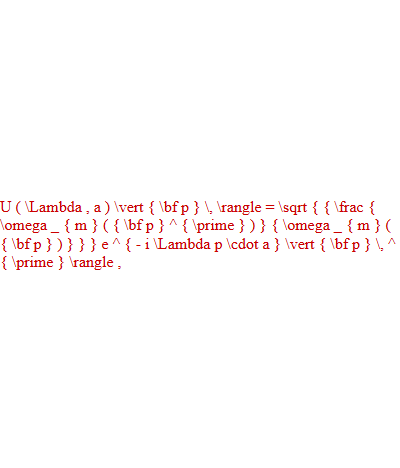 U ( \Lambda , a ) \vert { \bf p } \, \rangle = \sqrt { { \frac {
\omega _ { m } ( { \bf p } ^ { \prime } ) } { \omega _ { m } (
{ \bf p } ) } } } e ^ { - i \Lambda p \cdot a } \vert { \bf p } \, ^
{ \prime } \rangle ,